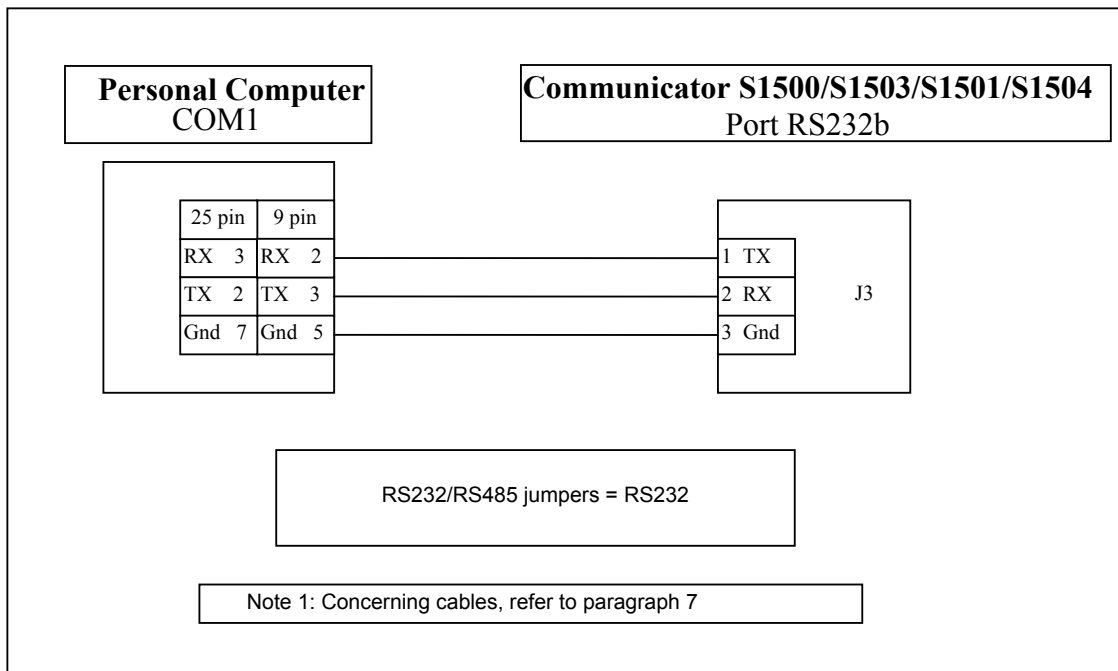 Personal Computer
COM1
Communicator S1500/S1503/S1501/S1504
Port RS232b
25 pin 9 pin
RX 3 RX 2
TX 2 TX 3
Gnd 7 Gnd 5
1 TX
2 RX
3 Gnd
J3
RS232/RS485 jumpers = RS232
Note 1: Concerning cables, refer to paragraph 7